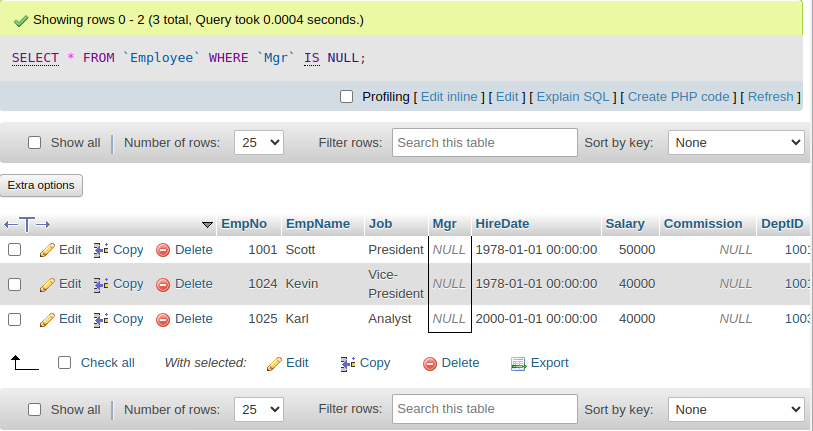 Showing rows 0 - 2 (3 total, Query took 0.0004 seconds.)
SELECT * FROM `Employee` WHERE `Mgr` IS NULL;
Profiling [ Edit inline ] [ Edit ] [ Explain SQL ] [ Create PHP code ] [ Refresh ]
Show all Number of rows: 25 Filter rows: Search this table Sort by key: None
Extra options
EmpNo EmpName Job Mgr HireDate Salary Commission DeptID
Edit Copy Delete 1001 Scott President NULL 1978-01-01 00:00:00 50000 NULL 1001
Edit Copy Delete 1024 Kevin Vice-
President NULL 1978-01-01 00:00:00 40000 NULL 1001
Edit Copy Delete 1025 Karl Analyst NULL 2000-01-01 00:00:00 40000 NULL 1003
Check all With selected: Edit Copy Delete Export
Show all Number of rows: 25 Filter rows: Search this table Sort by key: None